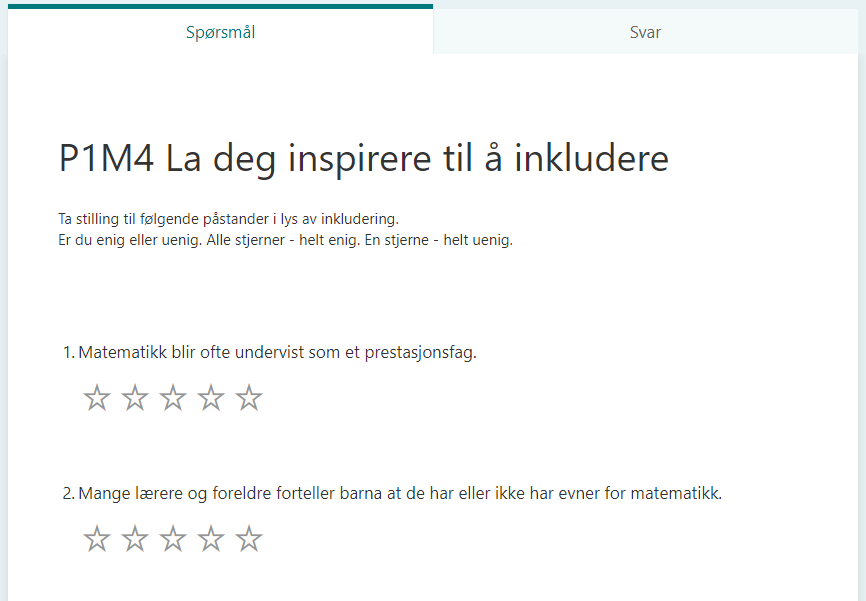 Spørsmål
Svar
P1M4 La deg inspirere til å inkludere
Ta stilling til følgende påstander i lys av inkludering.
Er du enig eller uenig. Alle stjerner - helt enig. En stjerne - helt uenig.
1. Matematikk blir ofte undervist som et prestasjonsfag.
2. Mange lærere og foreldre forteller barna at de har eller ikke har evner for matematikk.